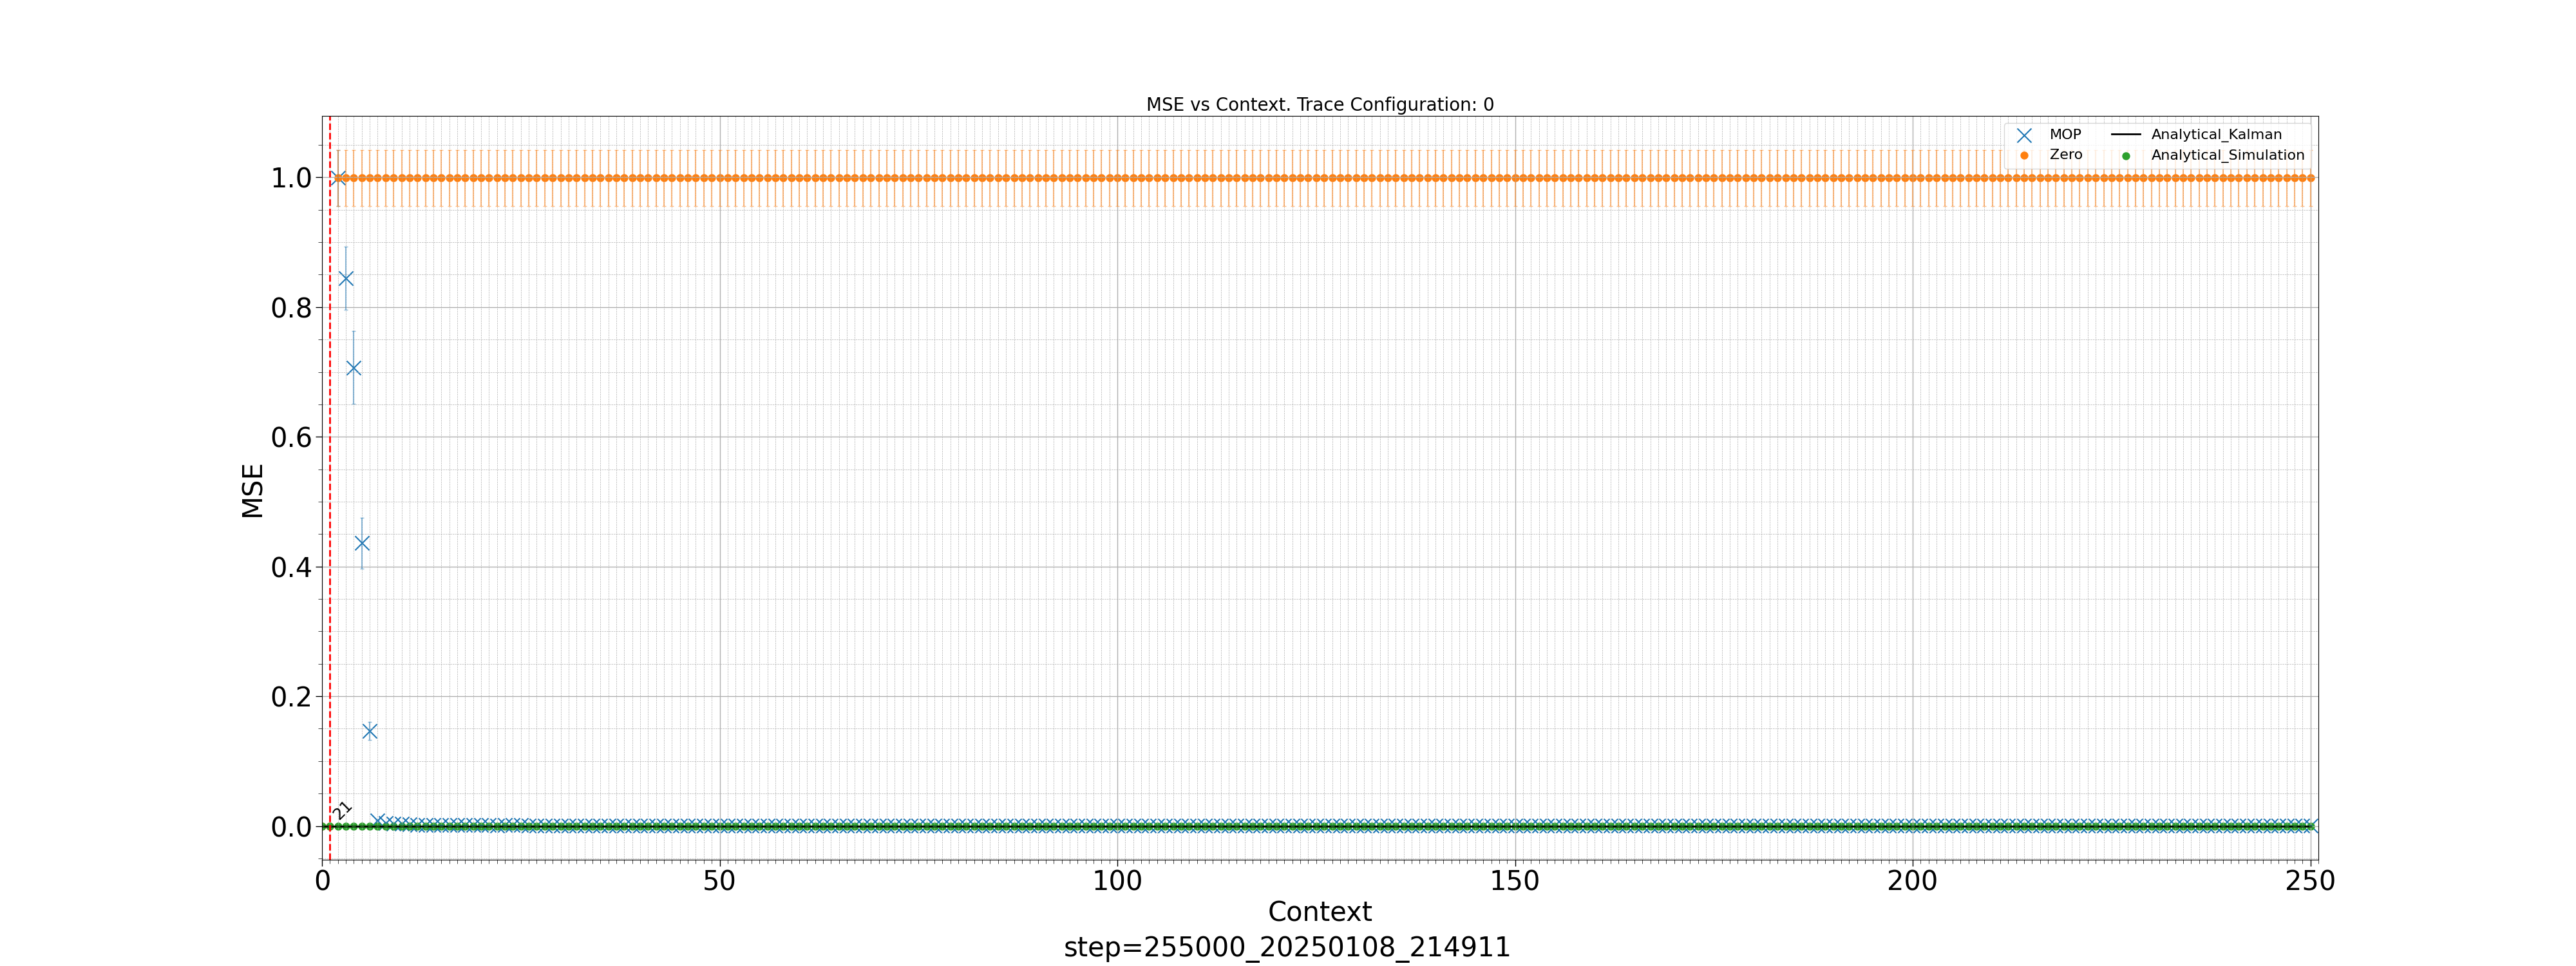 MSE vs Context. Trace Configuration: 0
MOP
Zero
Analytical_Kalman
Analytical_Simulation
1.0
0.8
0.6
0.4
0.2
0.0
MSE
21
0
50
100
150
200
250
Context
step=255000_20250108_214911